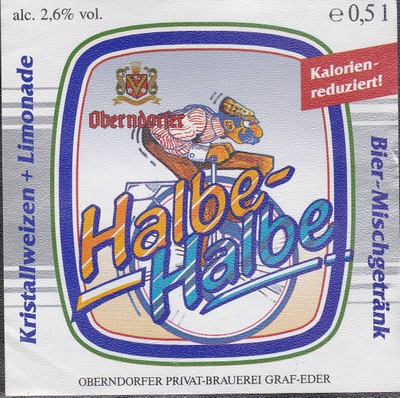 alc. 2,6% vol.
℮ 0,5 l
Kalorien-
reduziert!
Oberndorfer
Kristallweizen + Limonade
Bier-Mischgetränk
Halbe-
Halbe
OBERNDORFER PRIVAT-BRAUEREI GRAF-EDER